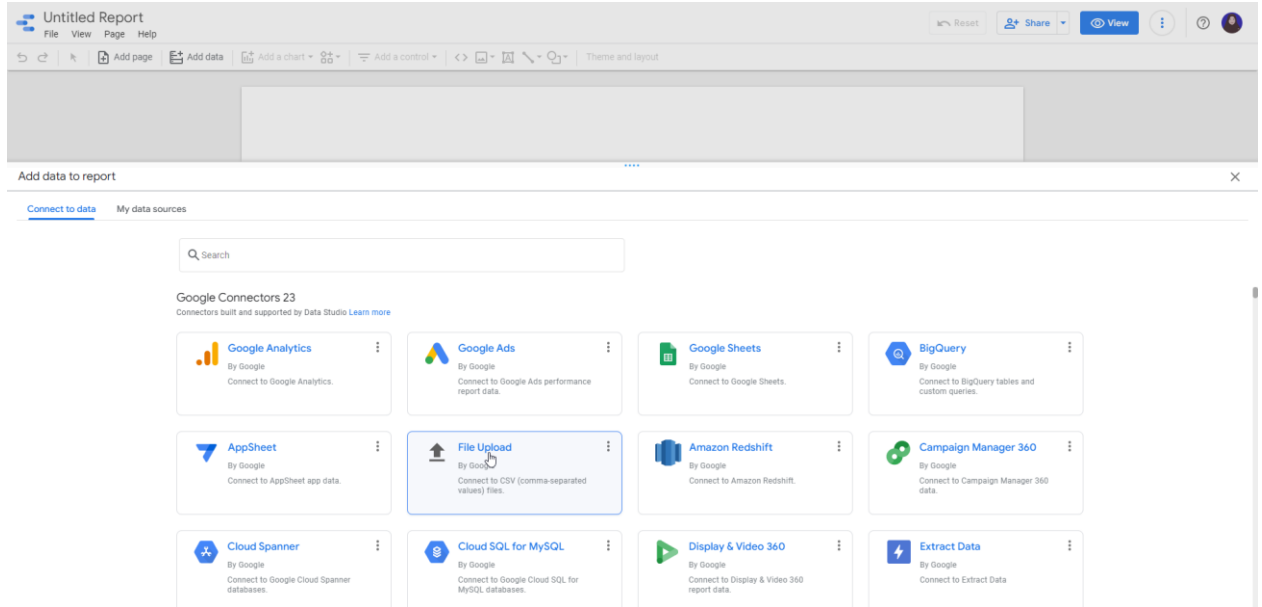 Untitled Report
File View Page Help
Reset
Share
View
Add page
Add data
Add a chart
Add a control
Theme and layout
Add data to report
Connect to data
My data sources
Search
Google Connectors 23
Connectors built and supported by Data Studio Learn more
Google Analytics
By Google
Connect to Google Analytics.
Google Ads
By Google
Connect to Google Ads performance
report data.
Google Sheets
By Google
Connect to Google Sheets.
BigQuery
By Google
Connect to BigQuery tables and
custom queries.
AppSheet
By Google
Connect to AppSheet app data.
File Upload
By Google
Connect to CSV (comma-separated
values) files.
Amazon Redshift
By Google
Connect to Amazon Redshift.
Campaign Manager 360
By Google
Connect to Campaign Manager 360
data.
Cloud Spanner
By Google
Connect to Google Cloud Spanner
databases.
Cloud SQL for MySQL
By Google
Connect to Google Cloud SQL for
MySQL databases.
Display & Video 360
By Google
Connect to Display & Video 360
report data.
Extract Data
By Google
Connect to Extract Data